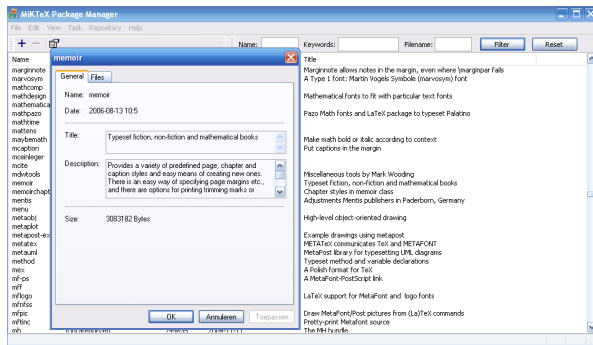 MiKTeX Package Manager
File Edit View Task Repository Help
Name: Keywords: Filename: Filter Reset
Name
Title
marginnote
marvosym
mathcomp
mathdesign
mathematica
mathpazo
mathtime
mattens
maybemath
mcaption
mceinleger
mcite
mdwtools
memoir
memoirchapt
mentis
menu
metaobj
metaplot
metapost-ex
metatex
metauml
method
mex
mf-ps
mff
mflogo
mfnfss
mfpic
mftinc
mh
memoir
General Files
Name: memoir
Date: 2006-08-13 10:5
Title: Typeset fiction, non-fiction and mathematical books
Description: Provides a variety of predefined page, chapter and
caption styles and easy means of creating new ones.
There is an easy way of specifying page margins etc.,
and there are options for printing trimming marks or
Size: 3083182 Bytes
OK Annuleren Toepassen
Marginnote allows notes in the margin, even where \marginpar fails
A Type 1 font: Martin Vogels Symbole (marvosym) font
Mathematical fonts to fit with particular text fonts
Pazo Math fonts and LaTeX package to typeset Palatino
Make math bold or italic according to context
Put captions in the margin
Miscellaneous tools by Mark Wooding
Typeset fiction, non-fiction and mathematical books
Chapter styles in memoir class
Adjustments Mentis publishers in Paderborn, Germany
High-level object-oriented drawing
Example drawings using metapost
METATeX communicates TeX and METAFONT
MetaPost library for typesetting UML diagrams
Typeset method and variable declarations
A Polish format for TeX
A MetaFont-PostScript link
LaTeX support for MetaFont and logo fonts
Draw MetaFont/Post pictures from (La)TeX commands
Pretty-print Metafont source
The MH bundle